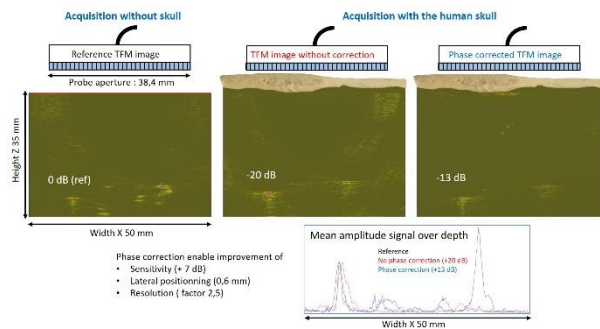 Acquisition without skull
Acquisition with the human skull
Reference TFM image
TFM image without correction
Phase corrected TFM image
Probe aperture : 38,4 mm
Height Z 35 mm
0 dB (ref)
-20 dB
-13 dB
Width X 50 mm
Phase correction enable improvement of
• Sensitivity (+ 7 dB)
• Lateral positionning (0,6 mm)
• Resolution ( factor 2,5)
Mean amplitude signal over depth
Reference
No phase correction (+20 dB)
Phase correction (+13 dB)
Width X 50 mm